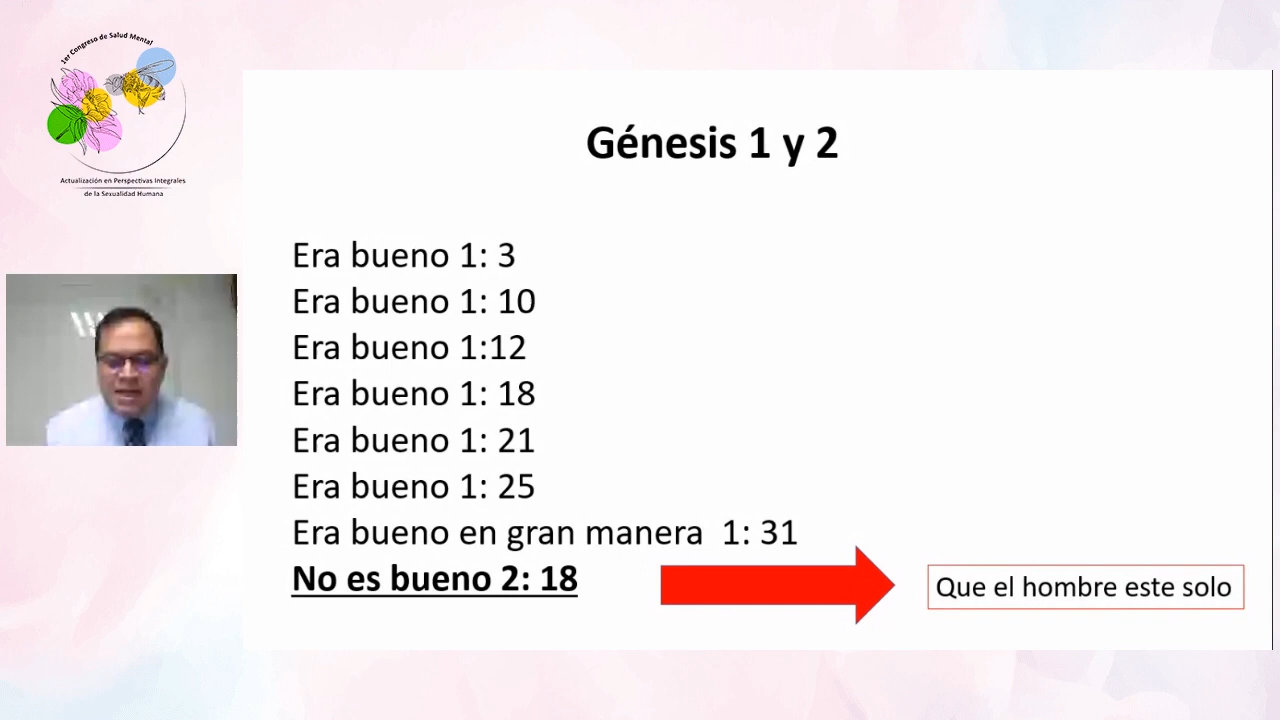 1er Congreso de Salud Mental
Actualización en Perspectivas Integrales
de la Sexualidad Humana
Génesis 1 y 2
Era bueno 1: 3
Era bueno 1: 10
Era bueno 1:12
Era bueno 1: 18
Era bueno 1: 21
Era bueno 1: 25
Era bueno en gran manera 1: 31
No es bueno 2: 18
Que el hombre este solo